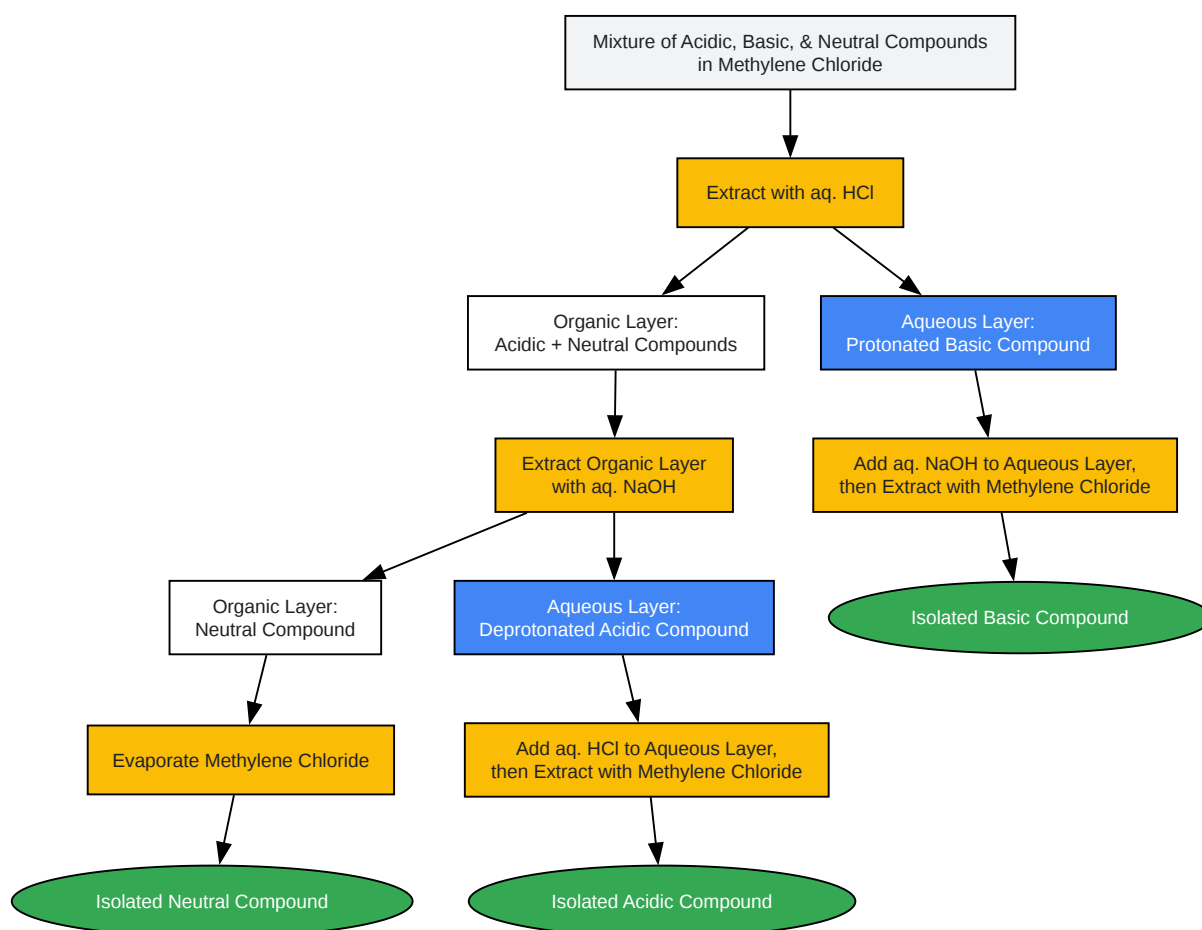 Mixture of Acidic, Basic, & Neutral Compounds
in Methylene Chloride
Extract with aq. HCl
Organic Layer:
Acidic + Neutral Compounds
Aqueous Layer:
Protonated Basic Compound
Extract Organic Layer
with aq. NaOH
Add aq. NaOH to Aqueous Layer,
then Extract with Methylene Chloride
Organic Layer:
Neutral Compound
Aqueous Layer:
Deprotonated Acidic Compound
Isolated Basic Compound
Evaporate Methylene Chloride
Add aq. HCl to Aqueous Layer,
then Extract with Methylene Chloride
Isolated Neutral Compound
Isolated Acidic Compound